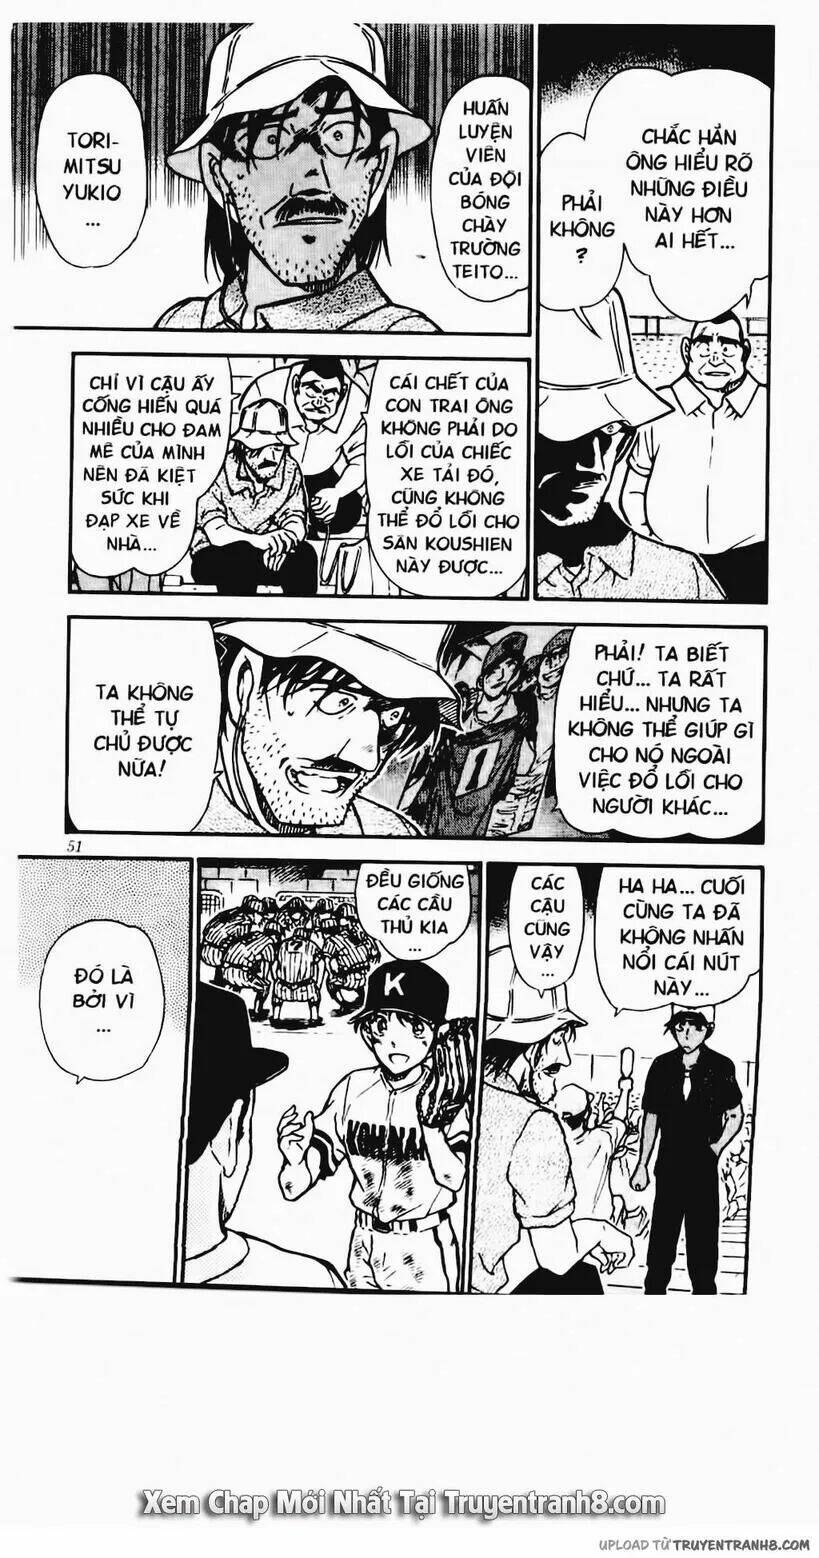 CHẮC HẲN
ÔNG HIỂU RÕ
NHỮNG ĐIỀU
NÀY HƠN
AI HẾT...
PHẢI
KHÔNG
?
HUẤN
LUYỆN
VIÊN
CỦA ĐỘI
BÓNG
CHÀY
TRƯỜNG
TEITO...
TORI-
MITSU
YUKIO
...
CÁI CHẾT CỦA
CON TRAI ÔNG
KHÔNG PHẢI DO
LỖI CỦA CHIẾC
XE TẢI ĐÓ,
CŨNG KHÔNG
THỂ ĐỔ LỖI CHO
SÂN KOUSHIEN
NÀY ĐƯỢC...
CHỈ VÌ CẬU ẤY
CỐNG HIẾN QUÁ
NHIỀU CHO ĐAM
MÊ CỦA MÌNH
NÊN ĐÃ KIỆT
SỨC KHI
ĐẠP XE VỀ
NHÀ...
PHẢI! TA BIẾT
CHỨ... TA RẤT
HIỂU... NHƯNG TA
KHÔNG THỂ GIÚP GÌ
CHO NÓ NGOÀI
VIỆC ĐỔ LỖI CHO
NGƯỜI KHÁC...
1
TA KHÔNG
THỂ TỰ
CHỦ ĐƯỢC
NỮA!
51
HA HA... CUỐI
CÙNG TA ĐÃ
KHÔNG NHẤN
NỔI CÁI NÚT
NÀY...
CÁC
CẬU
CŨNG
VẬY
...
ĐỀU GIỐNG
CÁC CẦU
THỦ KIA
...
7
K
KOUNAN
ĐÓ LÀ
BỞI VÌ
...
Xem Chap Mới Nhất Tại Truyentranh8.com
UPLOAD TỪ TRUYENTRANH8.COM